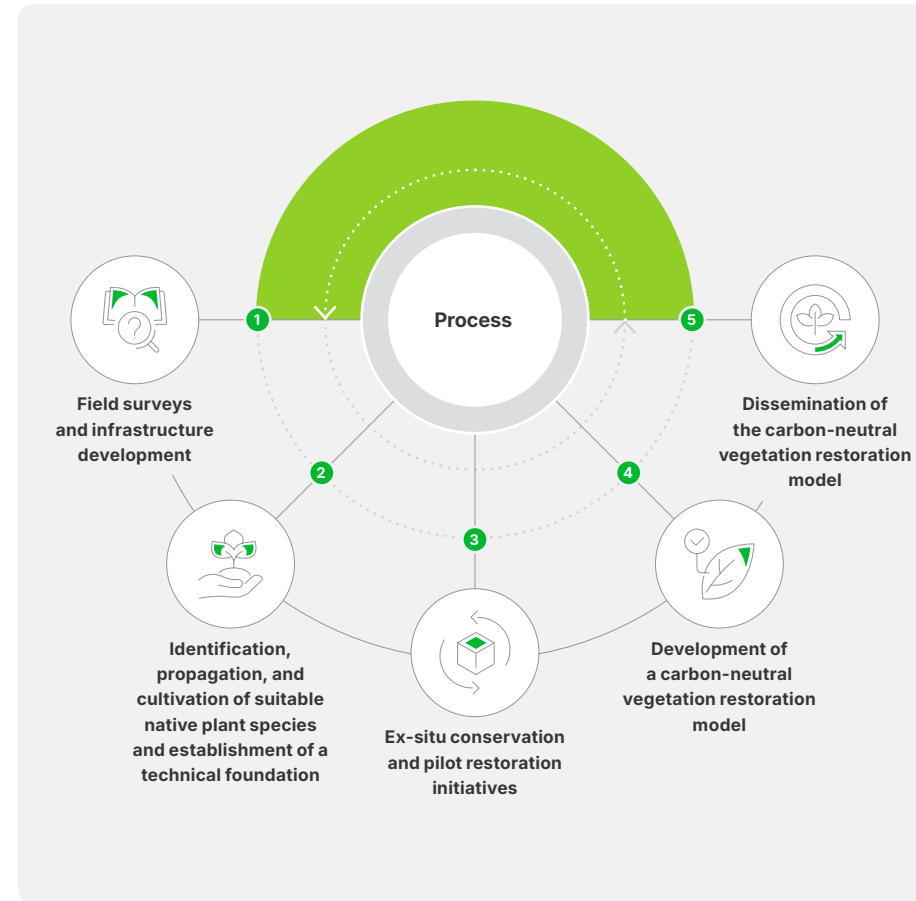 Process
1
Field surveys
and infrastructure
development
2
Identification,
propagation, and
cultivation of suitable
native plant species
and establishment of a
technical foundation
3
Ex-situ conservation
and pilot restoration
initiatives
4
Development of
a carbon-neutral
vegetation restoration
model
5
Dissemination of
the carbon-neutral
vegetation restoration
model
?